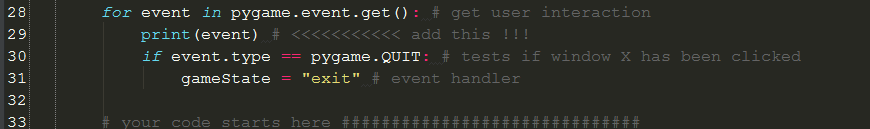 28 for event in pygame.event.get(): # get user interaction
29 print(event) # <<<<<<<<<<< add this !!!
30 if event.type == pygame.QUIT: # tests if window X has been clicked
31 gameState = "exit" # event handler
32
33 # your code starts here ##############################